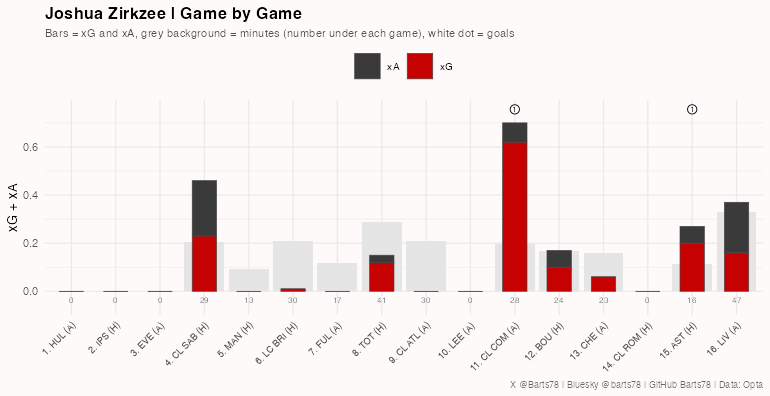 Joshua Zirkzee | Game by Game
Bars = xG and xA, grey background = minutes (number under each game), white dot = goals
xA xG
1 1
xG + xA
0.6
0.4
0.2
0.0
0 0 0 29 13 30 17 41 30 0 28 24 23 0 16 47
1. HUL (A)
2. IPS (H)
3. EVE (A)
4. CL SAB (H)
5. MAN (H)
6. LC BRI (H)
7. FUL (A)
8. TOT (H)
9. CL ATL (A)
10. LEE (A)
11. CL COM (A)
12. BOU (H)
13. CHE (A)
14. CL ROM (H)
15. AST (H)
16. LIV (A)
X @Barts78 | Bluesky @barts78 | GitHub Barts78 | Data: Opta